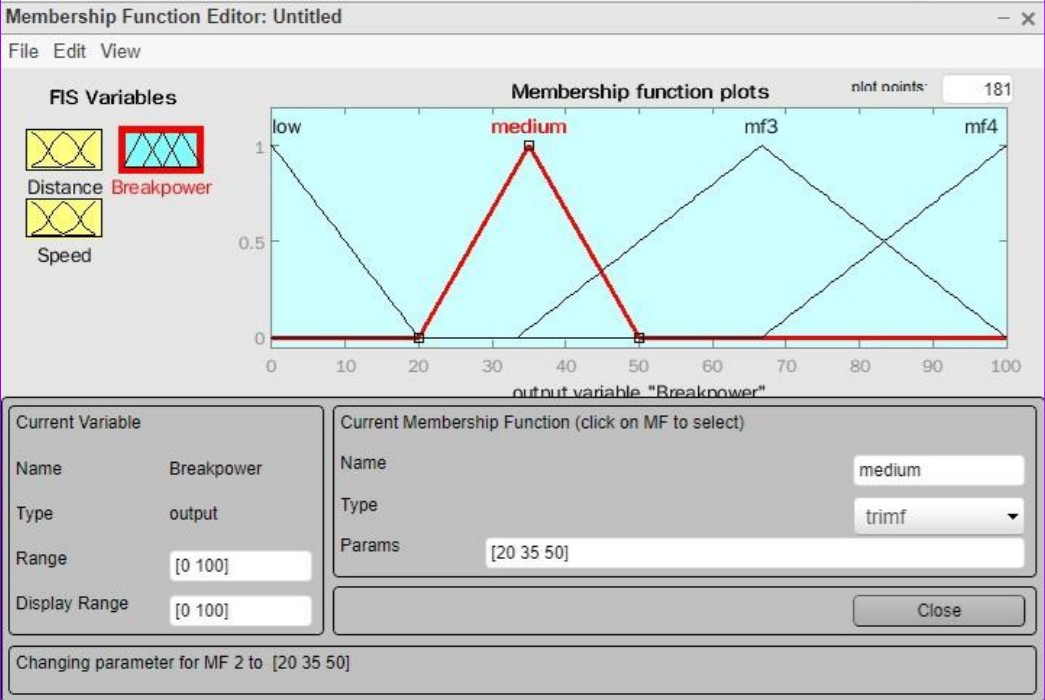 Membership Function Editor: Untitled
File Edit View
FIS Variables
Membership function plots
plot points:
181
low
medium
mf3
mf4
Distance
Breakpower
Speed
1
0.5
0
0 10 20 30 40 50 60 70 80 90 100
output variable "Breakpower"
Current Variable
Name Breakpower
Type output
Range [0 100]
Display Range [0 100]
Current Membership Function (click on MF to select)
Name medium
Type trimf
Params [20 35 50]
Close
Changing parameter for MF 2 to [20 35 50]